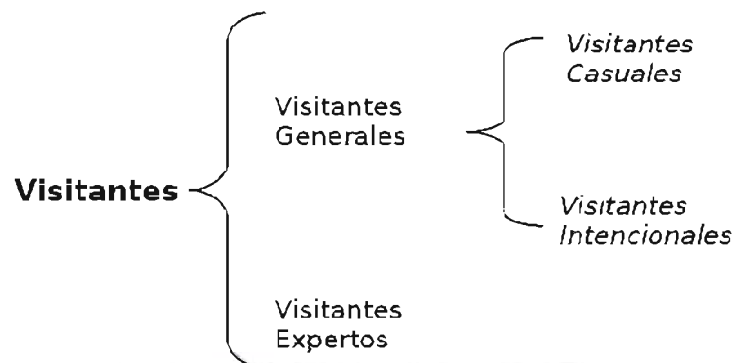 Visitantes
Visitantes
Generales
Visitantes
Casuales
Visitantes
Intencionales
Visitantes
Expertos